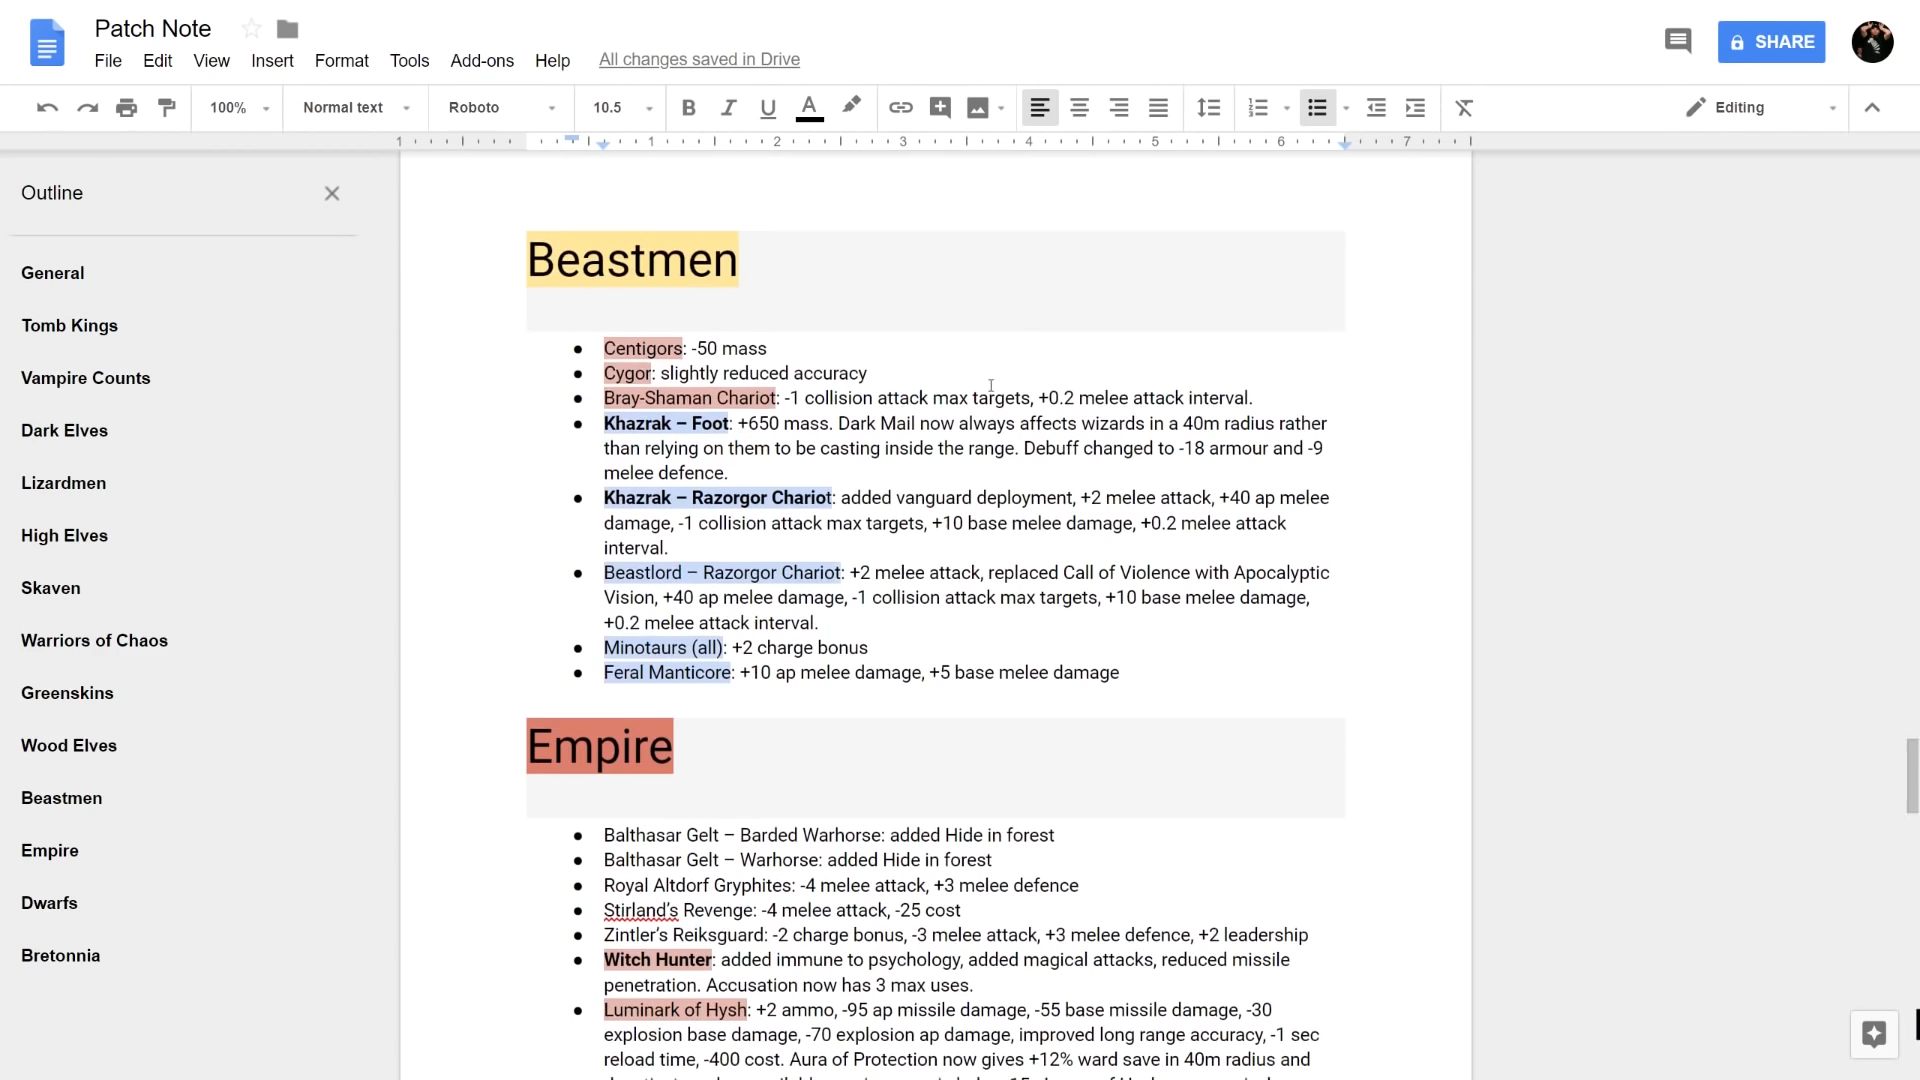 Patch Note
File Edit View Insert Format Tools Add-ons Help All changes saved in Drive
SHARE
100% Normal text Roboto 10.5 B I U A Editing
1 1 2 3 4 5 6 7
Outline
General
Tomb Kings
Vampire Counts
Dark Elves
Lizardmen
High Elves
Skaven
Warriors of Chaos
Greenskins
Wood Elves
Beastmen
Empire
Dwarfs
Bretonnia
Beastmen
● Centigors: -50 mass
● Cygor: slightly reduced accuracy
● Bray-Shaman Chariot: -1 collision attack max targets, +0.2 melee attack interval.
● Khazrak – Foot: +650 mass. Dark Mail now always affects wizards in a 40m radius rather
than relying on them to be casting inside the range. Debuff changed to -18 armour and -9
melee defence.
● Khazrak – Razorgor Chariot: added vanguard deployment, +2 melee attack, +40 ap melee
damage, -1 collision attack max targets, +10 base melee damage, +0.2 melee attack
interval.
● Beastlord – Razorgor Chariot: +2 melee attack, replaced Call of Violence with Apocalyptic
Vision, +40 ap melee damage, -1 collision attack max targets, +10 base melee damage,
+0.2 melee attack interval.
● Minotaurs (all): +2 charge bonus
● Feral Manticore: +10 ap melee damage, +5 base melee damage
Empire
● Balthasar Gelt – Barded Warhorse: added Hide in forest
● Balthasar Gelt – Warhorse: added Hide in forest
● Royal Altdorf Gryphites: -4 melee attack, +3 melee defence
● Stirland's Revenge: -4 melee attack, -25 cost
● Zintler's Reiksguard: -2 charge bonus, -3 melee attack, +3 melee defence, +2 leadership
● Witch Hunter: added immune to psychology, added magical attacks, reduced missile
penetration. Accusation now has 3 max uses.
● Luminark of Hysh: +2 ammo, -95 ap missile damage, -55 base missile damage, -30
explosion base damage, -70 explosion ap damage, improved long range accuracy, -1 sec
reload time, -400 cost. Aura of Protection now gives +12% ward save in 40m radius and